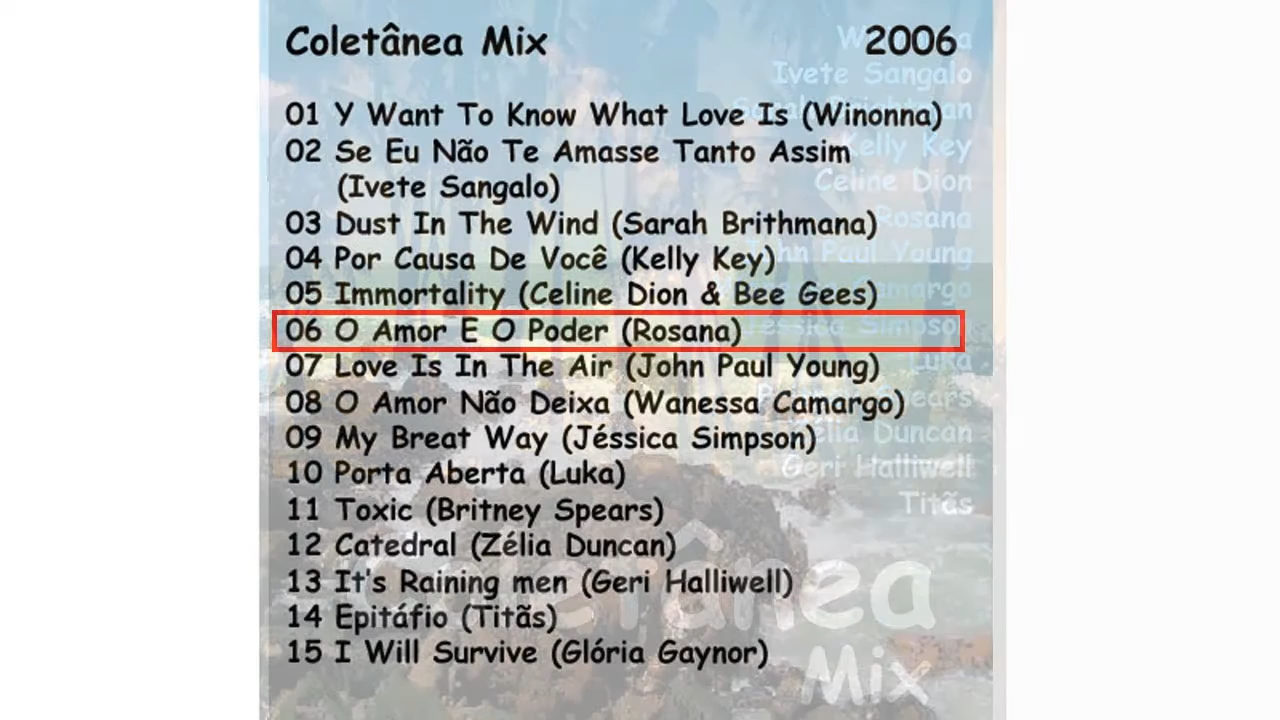 Coletânea Mix 2006
01 Y Want To Know What Love Is (Winonna)
02 Se Eu Não Te Amasse Tanto Assim
(Ivete Sangalo)
03 Dust In The Wind (Sarah Brithmana)
04 Por Causa De Você (Kelly Key)
05 Immortality (Celine Dion & Bee Gees)
06 O Amor E O Poder (Rosana)
07 Love Is In The Air (John Paul Young)
08 O Amor Não Deixa (Wanessa Camargo)
09 My Breat Way (Jéssica Simpson)
10 Porta Aberta (Luka)
11 Toxic (Britney Spears)
12 Catedral (Zélia Duncan)
13 It's Raining men (Geri Halliwell)
14 Epitáfio (Titãs)
15 I Will Survive (Glória Gaynor)
Ivete Sangalo
Kelly Key
Celine Dion
Rosana
John Paul Young
Camargo
Jéssica Simpson
Luka
Zélia Duncan
Geri Halliwell
Titãs
Coletânea
Mix